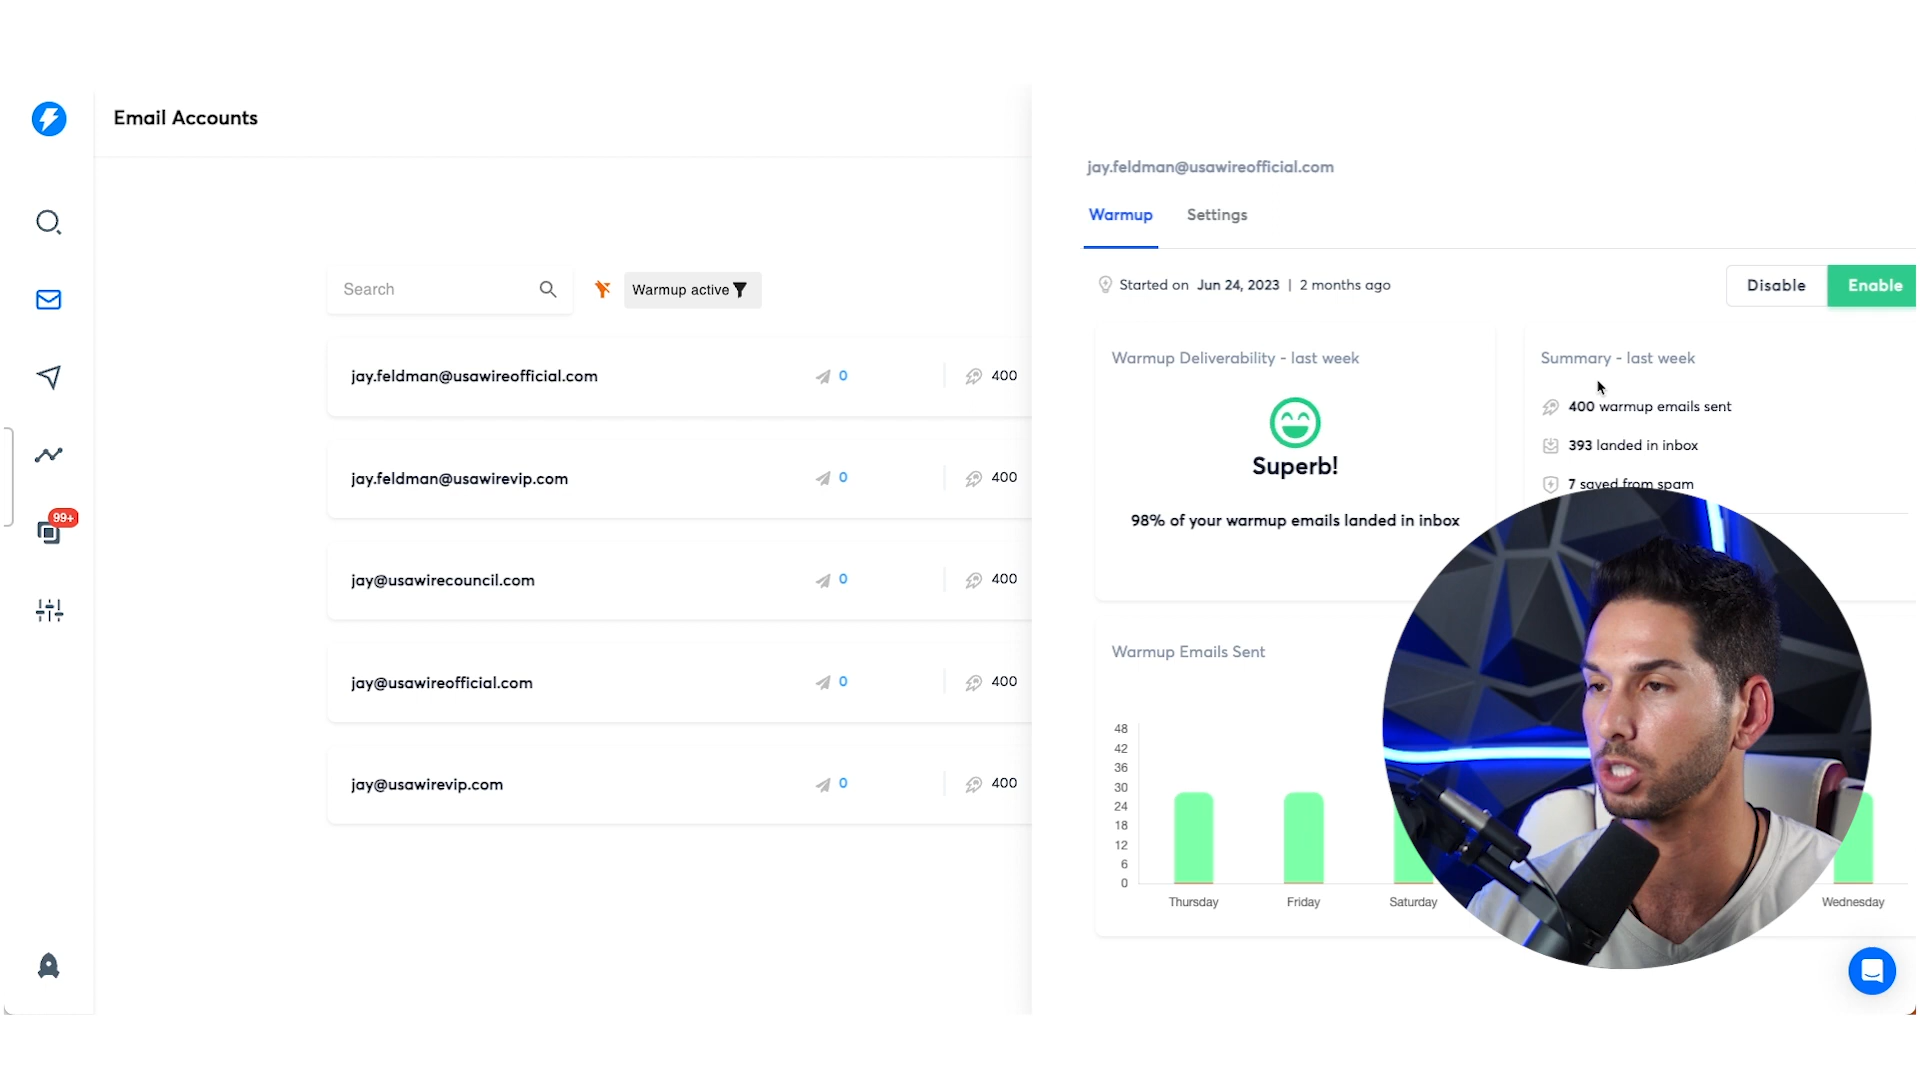 Email Accounts
Search
Warmup active
jay.feldman@usawireofficial.com 0 400
jay.feldman@usawirevip.com 0 400
jay@usawirecouncil.com 0 400
jay@usawireofficial.com 0 400
jay@usawirevip.com 0 400
99+
jay.feldman@usawireofficial.com
Warmup Settings
Started on Jun 24, 2023 | 2 months ago
Disable Enable
Warmup Deliverability - last week
Superb!
98% of your warmup emails landed in inbox
Summary - last week
400 warmup emails sent
393 landed in inbox
7 saved from spam
Warmup Emails Sent
48
42
36
30
24
18
12
6
0
Thursday Friday Saturday Wednesday